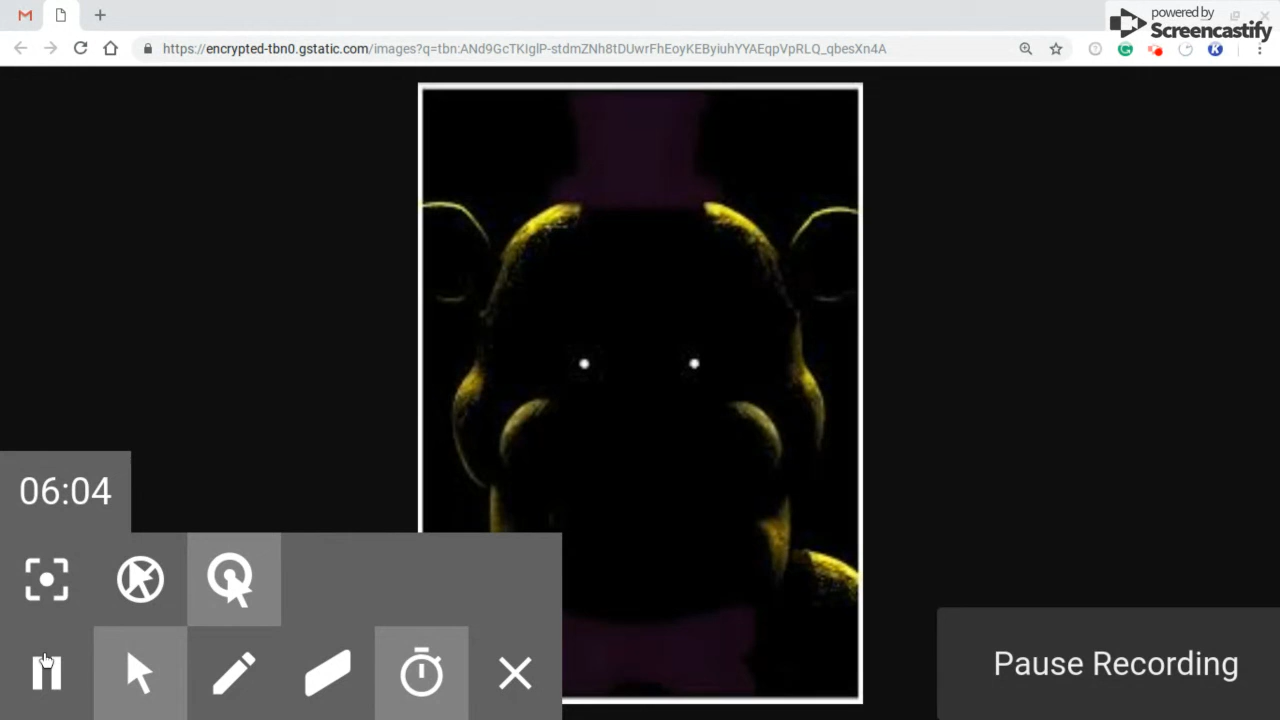 powered by
Screencastify
https://encrypted-tbn0.gstatic.com/images?q=tbn:ANd9GcTKIglP-stdmZNh8tDUwrFhEoyKEByiuhYYAEqpVpRLQ_qbesXn4A
06:04
Pause Recording